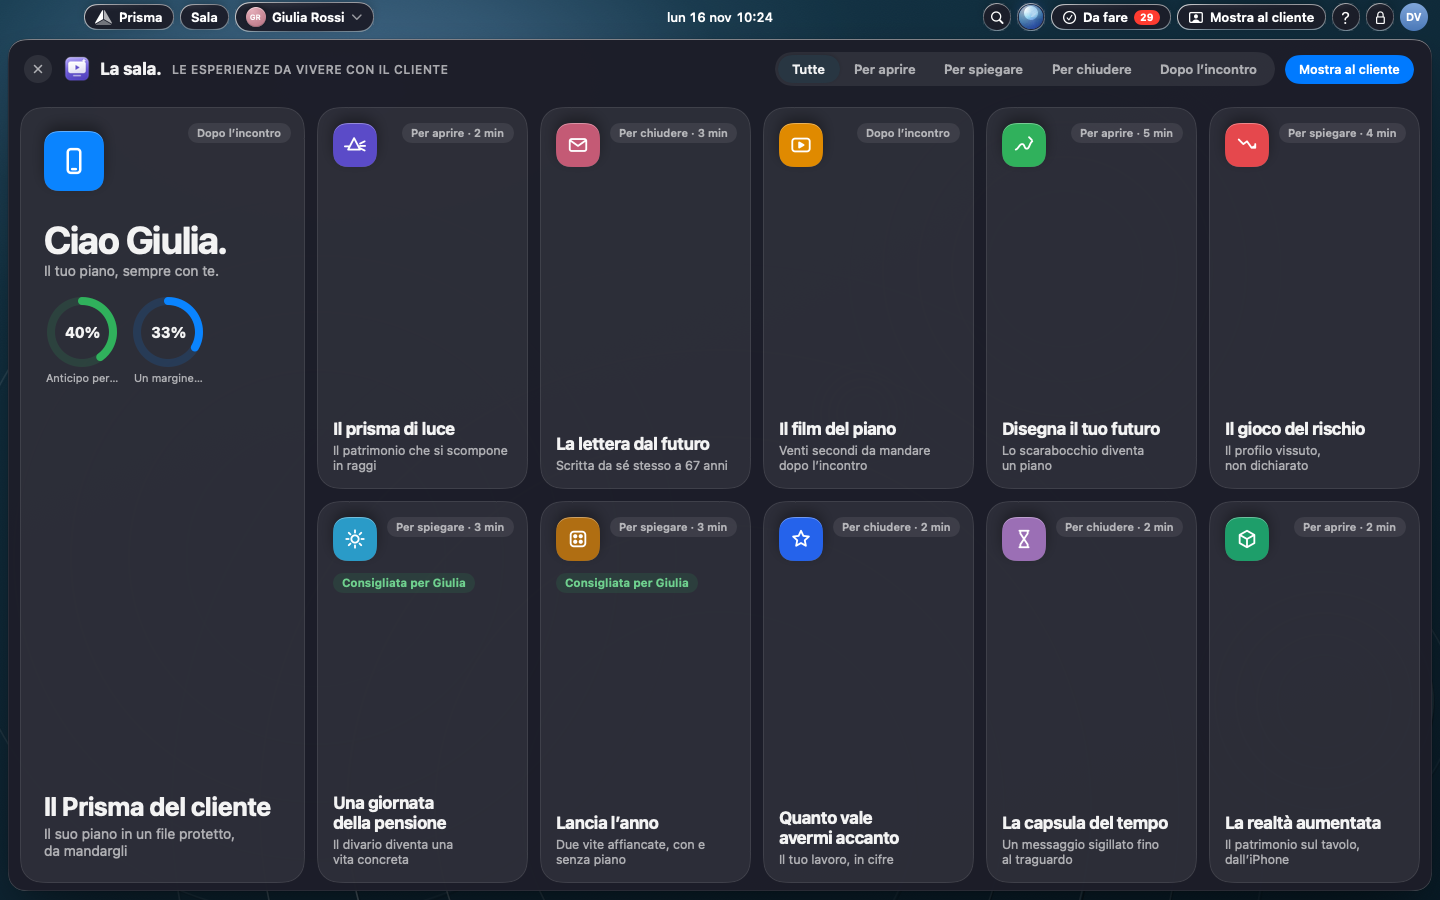 Prisma
Sala
GR Giulia Rossi
lun 16 nov 10:24
Da fare 29
Mostra al cliente
?
DV
La sala. LE ESPERIENZE DA VIVERE CON IL CLIENTE
Tutte
Per aprire
Per spiegare
Per chiudere
Dopo l’incontro
Mostra al cliente
Dopo l’incontro
Ciao Giulia.
Il tuo piano, sempre con te.
40%
33%
Anticipo per…
Un margine…
Il Prisma del cliente
Il suo piano in un file protetto,
da mandargli
Per aprire · 2 min
Il prisma di luce
Il patrimonio che si scompone
in raggi
Per chiudere · 3 min
La lettera dal futuro
Scritta da sé stesso a 67 anni
Dopo l’incontro
Il film del piano
Venti secondi da mandare
dopo l’incontro
Per aprire · 5 min
Disegna il tuo futuro
Lo scarabocchio diventa
un piano
Per spiegare · 4 min
Il gioco del rischio
Il profilo vissuto,
non dichiarato
Per spiegare · 3 min
Consigliata per Giulia
Una giornata
della pensione
Il divario diventa una
vita concreta
Per spiegare · 3 min
Consigliata per Giulia
Lancia l’anno
Due vite affiancate, con e
senza piano
Per chiudere · 2 min
Quanto vale
avermi accanto
Il tuo lavoro, in cifre
Per chiudere · 2 min
La capsula del tempo
Un messaggio sigillato fino
al traguardo
Per aprire · 2 min
La realtà aumentata
Il patrimonio sul tavolo,
dall’iPhone